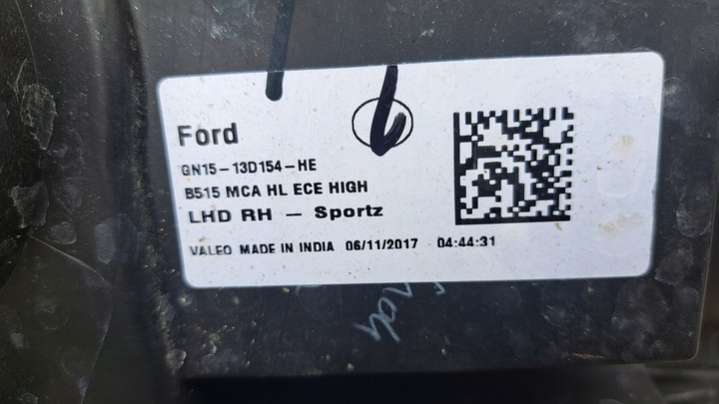 Ford
GN15-13D154-HE
B515 MCA HL ECE HIGH
LHD RH - Sportz
VALEO MADE IN INDIA 06/11/2017 04:44:31